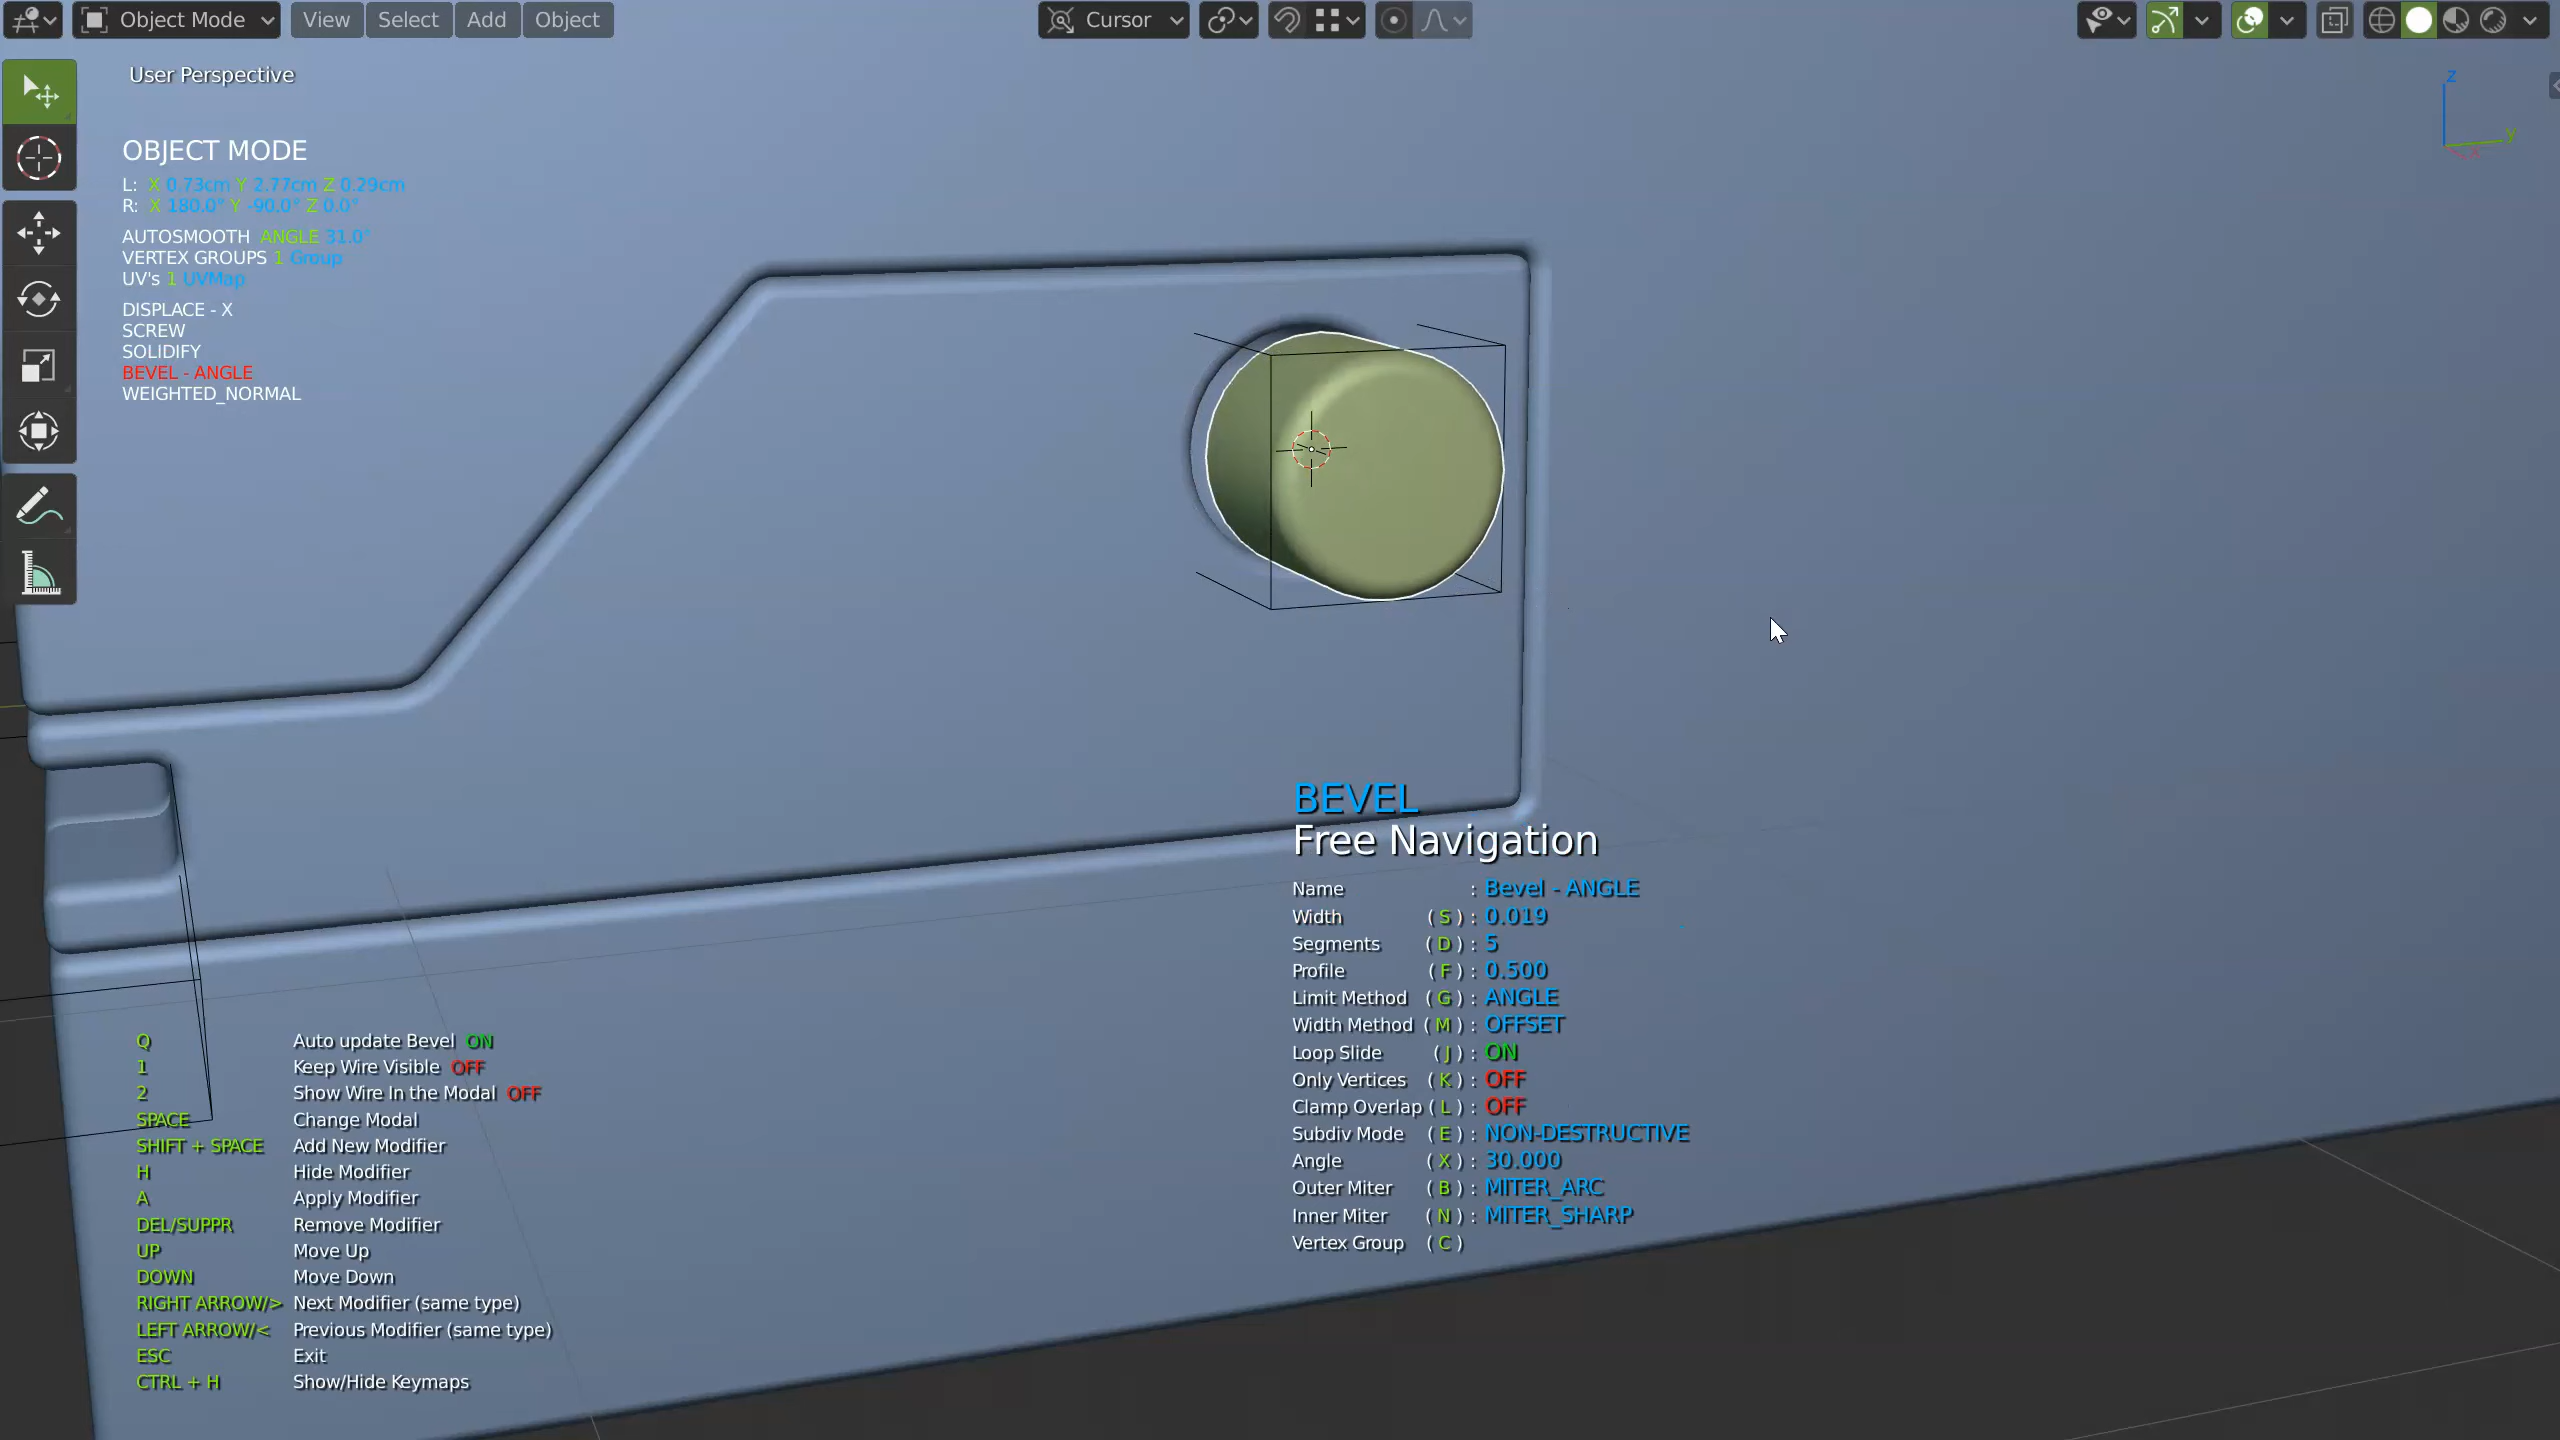 Object Mode View Select Add Object Cursor
User Perspective
Z
Y
X
OBJECT MODE
L: X 0.73cm Y 2.77cm Z 0.29cm
R: X 180.0° Y -90.0° Z 0.0°
AUTOSMOOTH ANGLE 31.0°
VERTEX GROUPS 1 Group
UV's 1 UVMap
DISPLACE - X
SCREW
SOLIDIFY
BEVEL - ANGLE
WEIGHTED_NORMAL
BEVEL
Free Navigation
Name : Bevel - ANGLE
Width ( S ) : 0.019
Segments ( D ) : 5
Profile ( F ) : 0.500
Limit Method ( G ) : ANGLE
Width Method ( M ) : OFFSET
Loop Slide ( J ) : ON
Only Vertices ( K ) : OFF
Clamp Overlap ( L ) : OFF
Subdiv Mode ( E ) : NON-DESTRUCTIVE
Angle ( X ) : 30.000
Outer Miter ( B ) : MITER_ARC
Inner Miter ( N ) : MITER_SHARP
Vertex Group ( C )
Q Auto update Bevel ON
1 Keep Wire Visible OFF
2 Show Wire In the Modal OFF
SPACE Change Modal
SHIFT + SPACE Add New Modifier
H Hide Modifier
A Apply Modifier
DEL/SUPPR Remove Modifier
UP Move Up
DOWN Move Down
RIGHT ARROW/> Next Modifier (same type)
LEFT ARROW/< Previous Modifier (same type)
ESC Exit
CTRL + H Show/Hide Keymaps